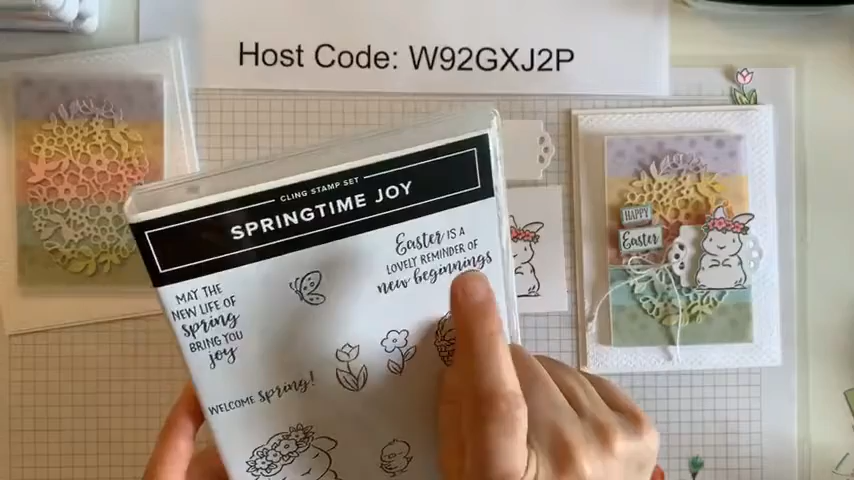 Host Code: W92GXJ2P
CLING STAMP SET
SPRINGTIME JOY
Easter IS A
LOVELY REMINDER OF
new beginnings
MAY THE
NEW LIFE OF
spring
BRING YOU
joy
WELCOME Spring!
HAPPY
Easter